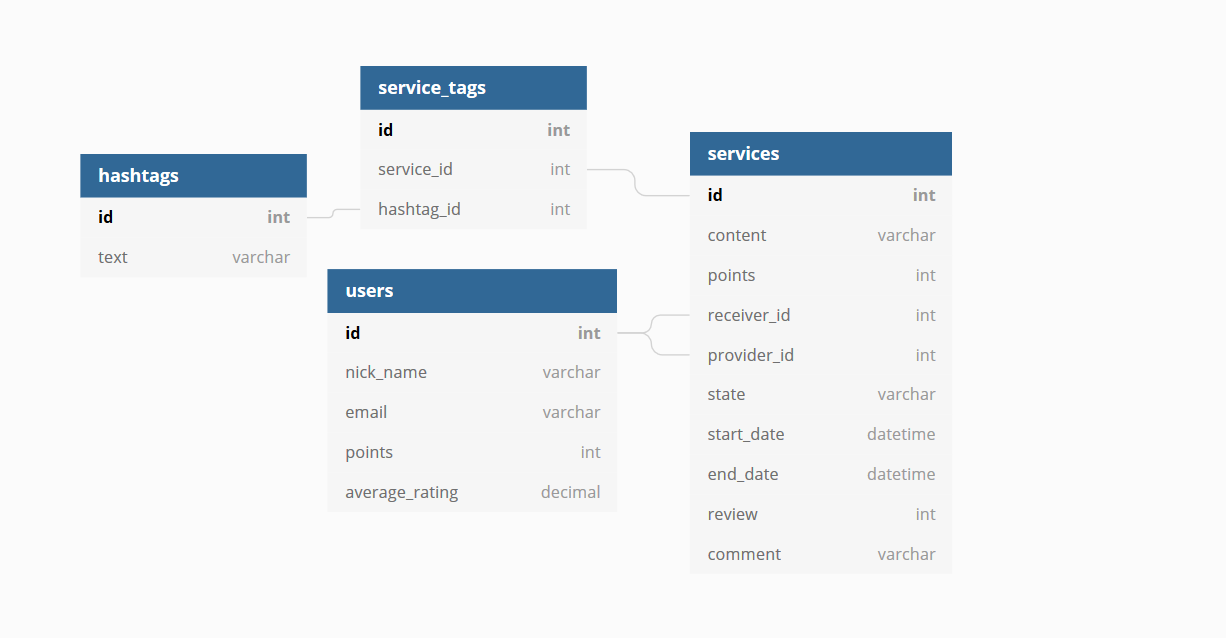 service_tags
id int
service_id int
hashtag_id int
hashtags
id int
text varchar
users
id int
nick_name varchar
email varchar
points int
average_rating decimal
services
id int
content varchar
points int
receiver_id int
provider_id int
state varchar
start_date datetime
end_date datetime
review int
comment varchar